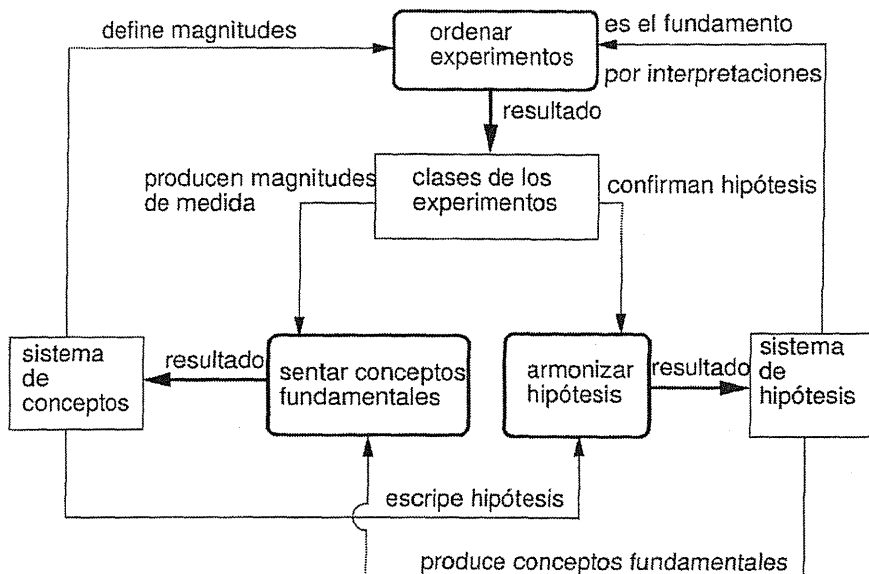 define magnitudes
ordenar
experimentos
es el fundamento
por interpretaciones
resultado
producen magnitudes
de medida
clases de los
experimentos
confirman hipótesis
sistema
de
conceptos
resultado
sentar conceptos
fundamentales
armonizar
hipótesis
resultado
sistema
de
hipótesis
escripe hipótesis
produce conceptos fundamentales